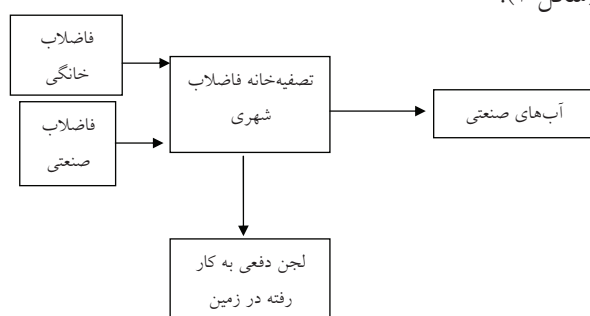 فاضلاب
خانگی
تصفیه‌خانه فاضلاب
شهری
آب‌های صنعتی
فاضلاب
صنعتی
لجن دفعی به کار
رفته در زمین